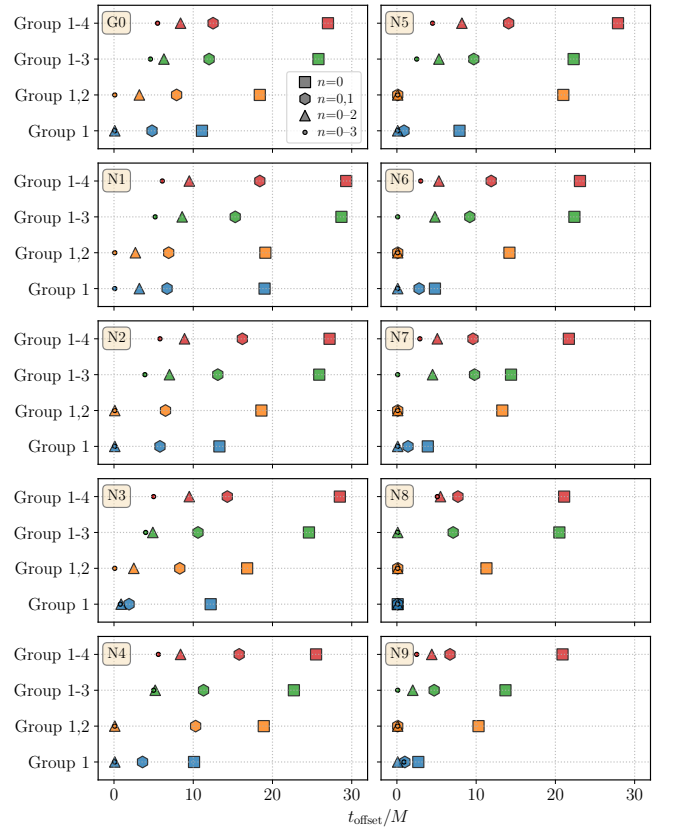 G0
Group 1-4
Group 1-3
Group 1,2
Group 1
n=0
n=0,1
n=0–2
n=0–3
N5
N1
Group 1-4
Group 1-3
Group 1,2
Group 1
N6
N2
Group 1-4
Group 1-3
Group 1,2
Group 1
N7
N3
Group 1-4
Group 1-3
Group 1,2
Group 1
N8
N4
Group 1-4
Group 1-3
Group 1,2
Group 1
N9
0 10 20 30 0 10 20 30
t_offset/M